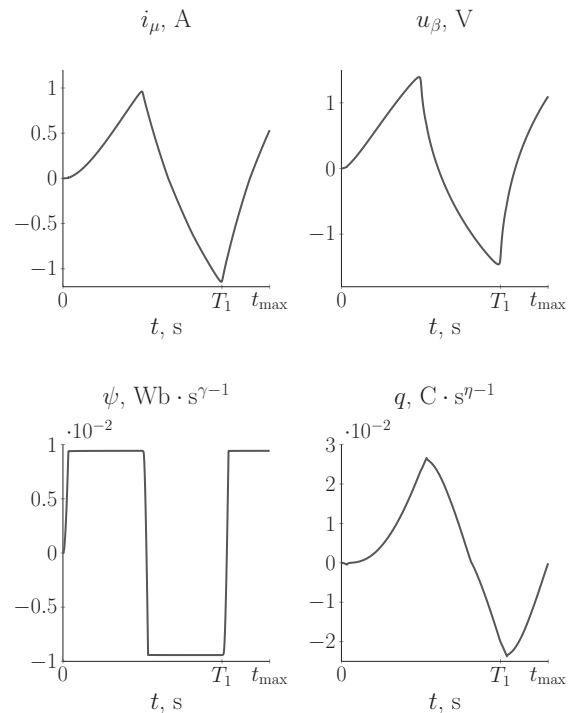 i_μ, A
1
0.5
0
−0.5
−1
0 T_1 t_max
t, s
u_β, V
1
0
−1
0 T_1 t_max
t, s
ψ, Wb · s^{γ−1}
·10^{−2}
1
0.5
0
−0.5
−1
0 T_1 t_max
t, s
q, C · s^{η−1}
·10^{−2}
3
2
1
0
−1
−2
0 T_1 t_max
t, s